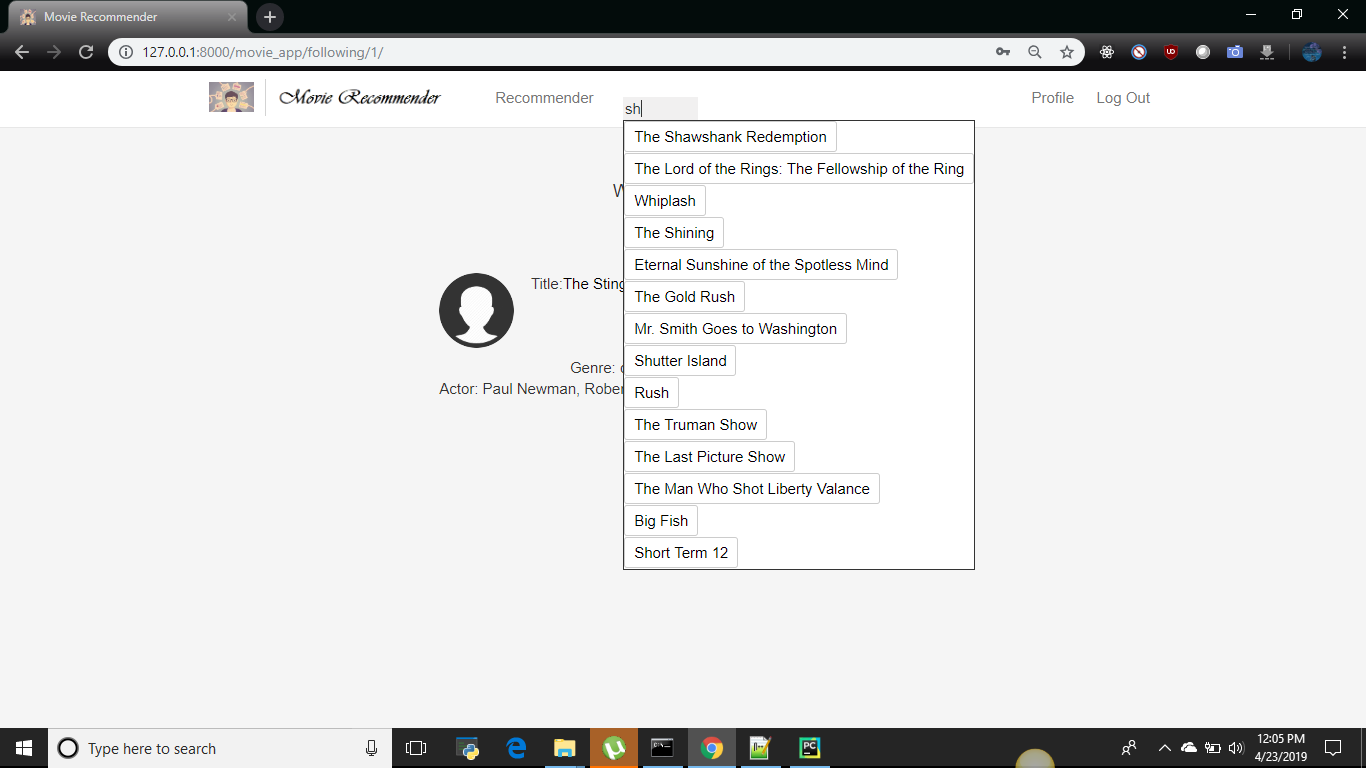 Movie Recommender
127.0.0.1:8000/movie_app/following/1/
Movie Recommender
Recommender
sh
Profile
Log Out
The Shawshank Redemption
The Lord of the Rings: The Fellowship of the Ring
W
Whiplash
The Shining
Eternal Sunshine of the Spotless Mind
Title:The Sting
The Gold Rush
Mr. Smith Goes to Washington
Shutter Island
Genre:
Actor: Paul Newman, Rober
Rush
The Truman Show
The Last Picture Show
The Man Who Shot Liberty Valance
Big Fish
Short Term 12
Type here to search
12:05 PM
4/23/2019